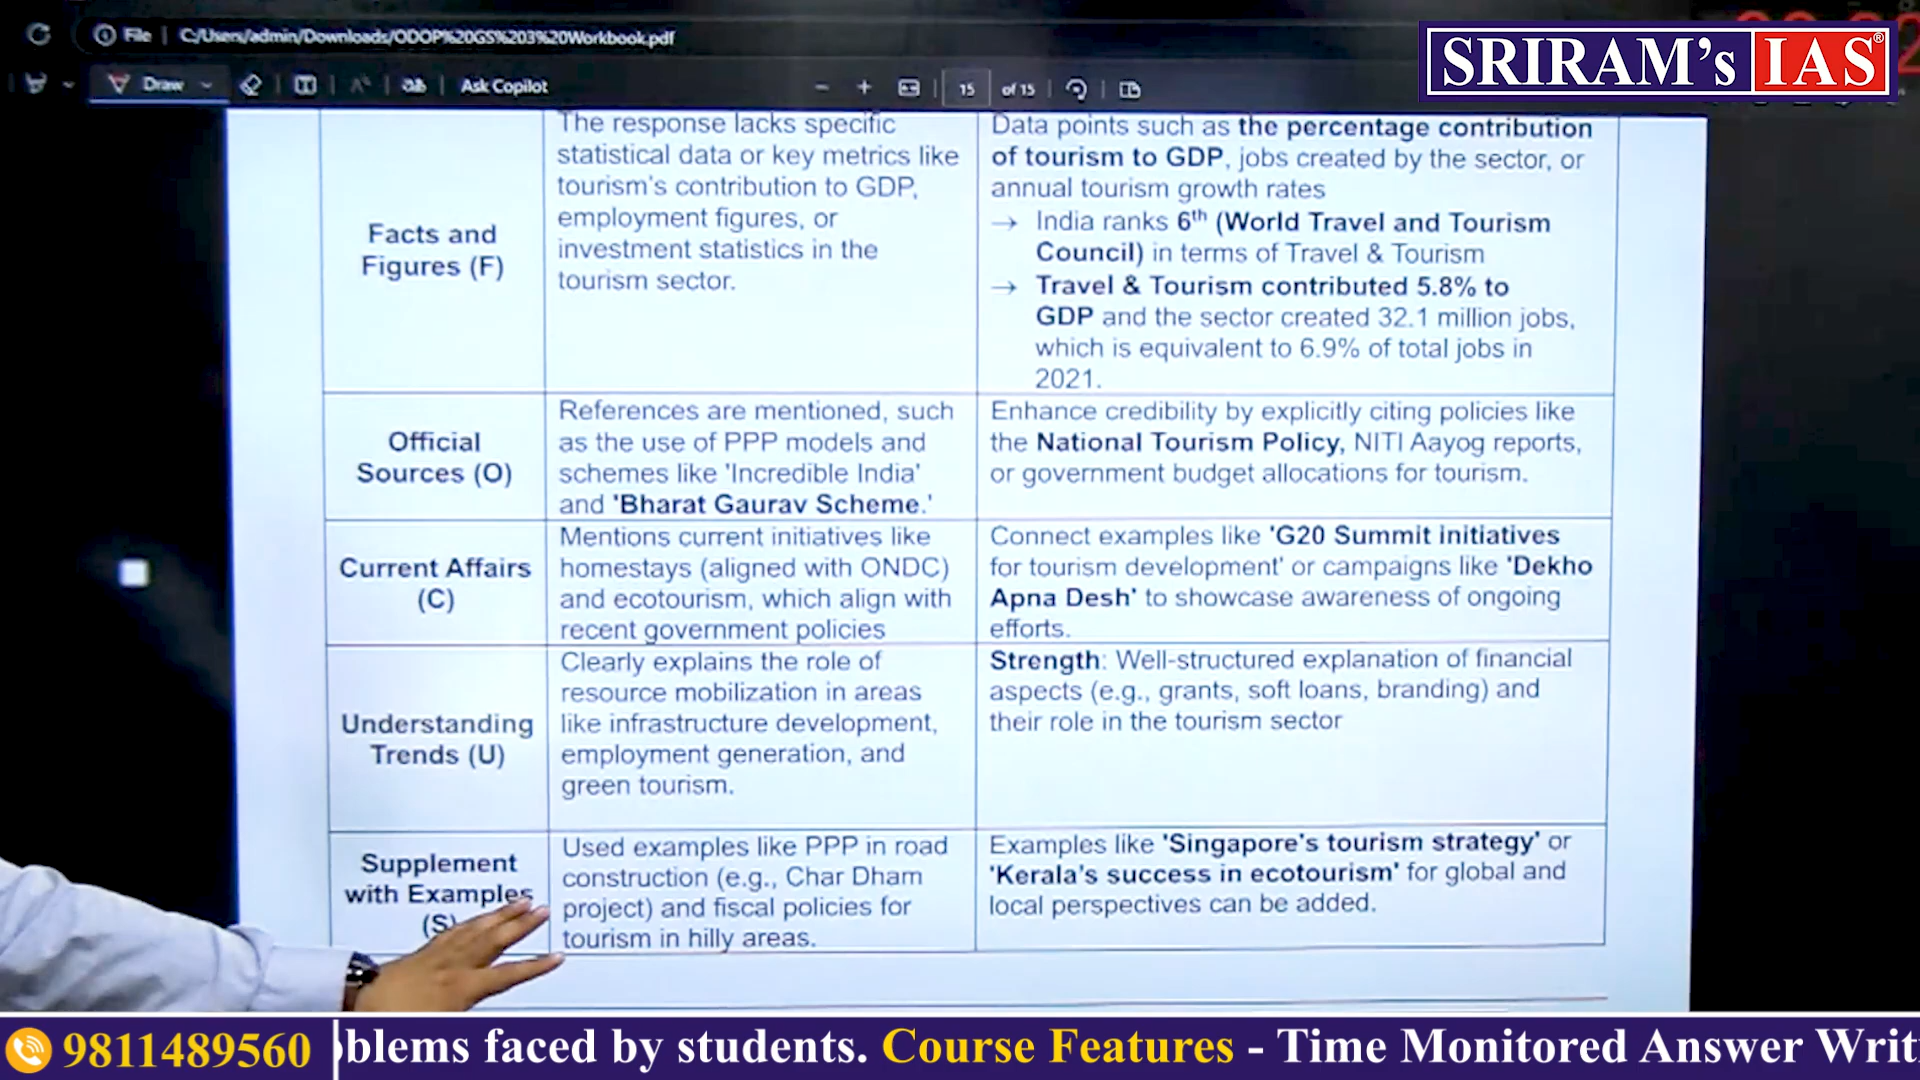 File | C:/Users/admin/Downloads/ODOP%20GS%203%20Workbook.pdf
SRIRAM's IAS®
Draw
Ask Copilot
15 of 15
Facts and
Figures (F)
The response lacks specific
statistical data or key metrics like
tourism's contribution to GDP,
employment figures, or
investment statistics in the
tourism sector.
Data points such as the percentage contribution
of tourism to GDP, jobs created by the sector, or
annual tourism growth rates
→ India ranks 6th (World Travel and Tourism
Council) in terms of Travel & Tourism
→ Travel & Tourism contributed 5.8% to
GDP and the sector created 32.1 million jobs,
which is equivalent to 6.9% of total jobs in
2021.
Official
Sources (O)
References are mentioned, such
as the use of PPP models and
schemes like 'Incredible India'
and 'Bharat Gaurav Scheme.'
Enhance credibility by explicitly citing policies like
the National Tourism Policy, NITI Aayog reports,
or government budget allocations for tourism.
Current Affairs
(C)
Mentions current initiatives like
homestays (aligned with ONDC)
and ecotourism, which align with
recent government policies
Connect examples like 'G20 Summit initiatives
for tourism development' or campaigns like 'Dekho
Apna Desh' to showcase awareness of ongoing
efforts.
Understanding
Trends (U)
Clearly explains the role of
resource mobilization in areas
like infrastructure development,
employment generation, and
green tourism.
Strength: Well-structured explanation of financial
aspects (e.g., grants, soft loans, branding) and
their role in the tourism sector
Supplement
with Examples
(S)
Used examples like PPP in road
construction (e.g., Char Dham
project) and fiscal policies for
tourism in hilly areas.
Examples like 'Singapore's tourism strategy' or
'Kerala's success in ecotourism' for global and
local perspectives can be added.
9811489560
blems faced by students. Course Features - Time Monitored Answer Writ